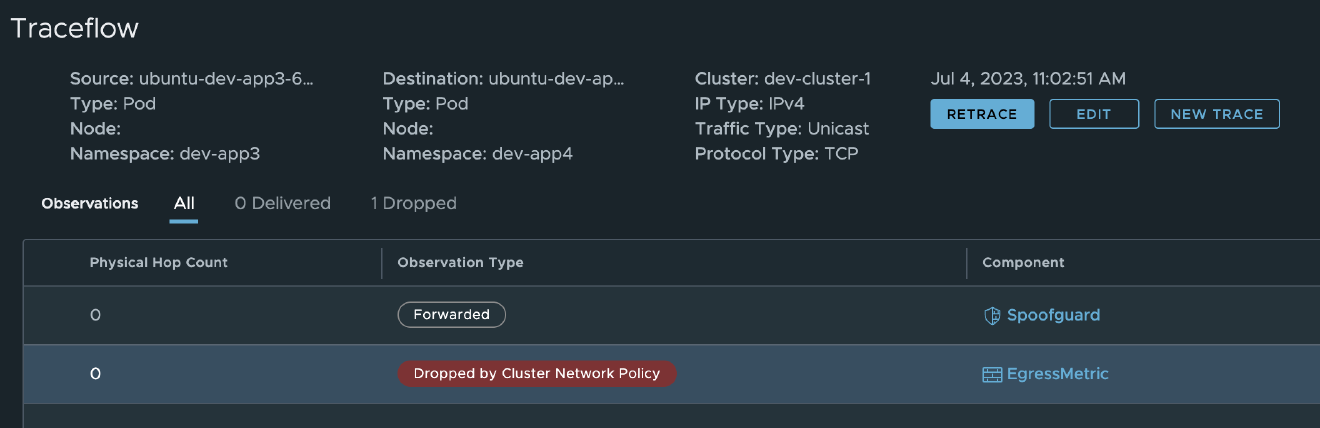 Traceflow
Source: ubuntu-dev-app3-6...
Type: Pod
Node:
Namespace: dev-app3
Destination: ubuntu-dev-ap...
Type: Pod
Node:
Namespace: dev-app4
Cluster: dev-cluster-1
IP Type: IPv4
Traffic Type: Unicast
Protocol Type: TCP
Jul 4, 2023, 11:02:51 AM
RETRACE EDIT NEW TRACE
Observations All 0 Delivered 1 Dropped
Physical Hop Count Observation Type Component
0 Forwarded Spoofguard
0 Dropped by Cluster Network Policy EgressMetric